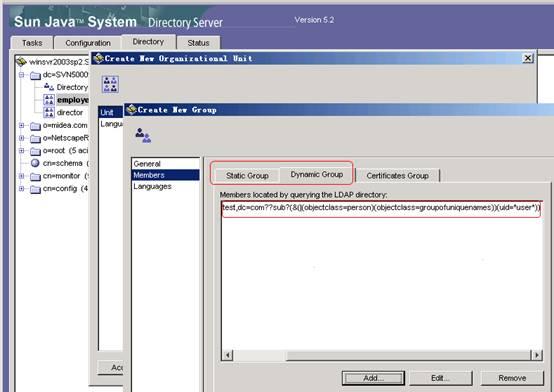 Sun Java™ System Directory Server
Version 5.2
Tasks
Configuration
Directory
Status
winsvr2003sp2.S
Create New Organizational Unit
dc=SVN5000
Directory
employe
director
Unit
Langu
Create New Group
o=midea.com
o=NetscapeR
o=root (5 aci
cn=schema (
cn=monitor (
cn=config (4
General
Members
Languages
Static Group
Dynamic Group
Certificates Group
Members located by querying the LDAP directory:
test,dc=com??sub?(&(|(objectclass=person)(objectclass=groupofuniquenames))(uid=*user*))
Acc
Add...
Edit...
Remove